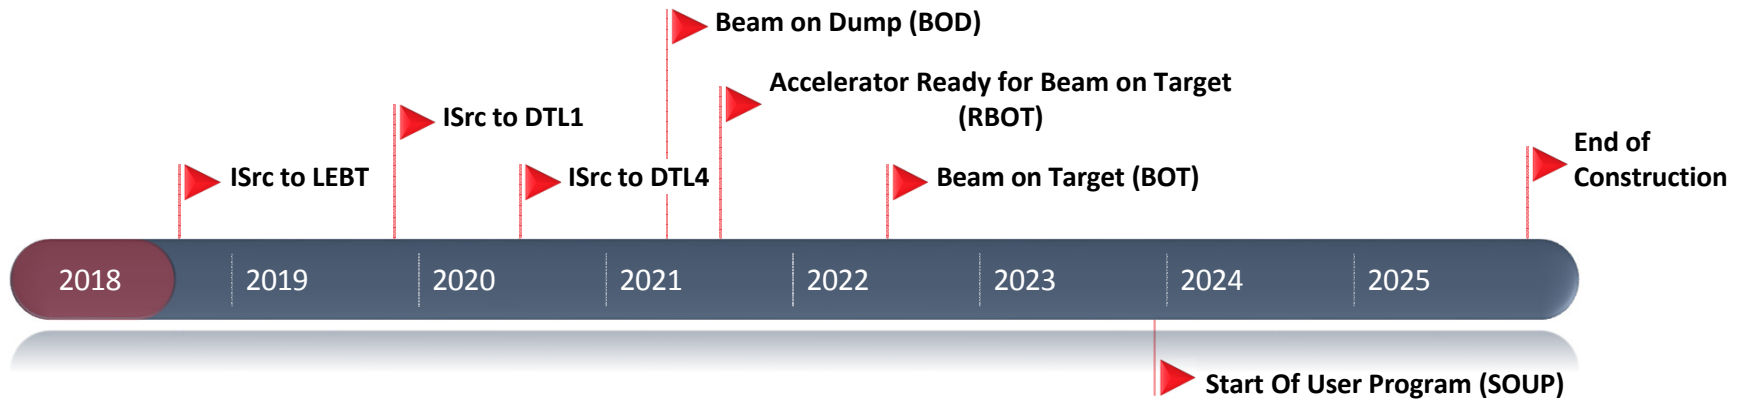 Beam on Dump (BOD)
Accelerator Ready for Beam on Target
(RBOT)
ISrc to DTL1
End of
Construction
ISrc to LEBT
ISrc to DTL4
Beam on Target (BOT)
2018
2019
2020
2021
2022
2023
2024
2025
Start Of User Program (SOUP)